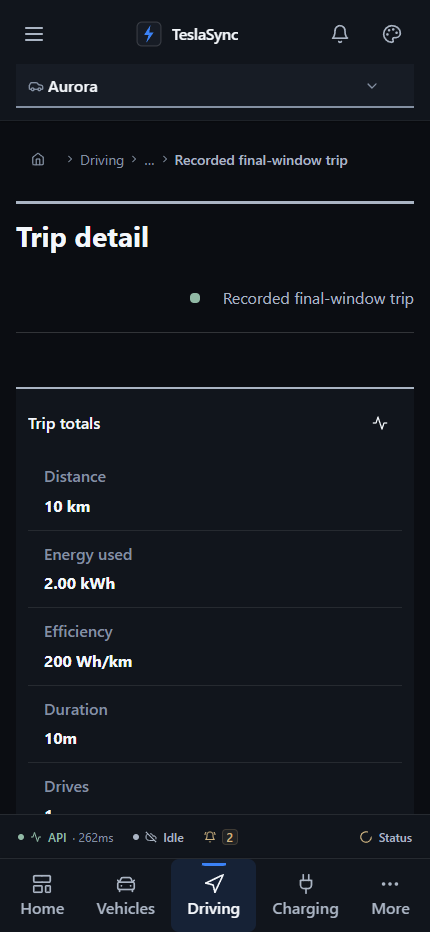 TeslaSync
Aurora
Driving ... Recorded final-window trip
Trip detail
Recorded final-window trip
Trip totals
Distance
10 km
Energy used
2.00 kWh
Efficiency
200 Wh/km
Duration
10m
Drives
API · 262ms Idle 2 Status
Home Vehicles Driving Charging More